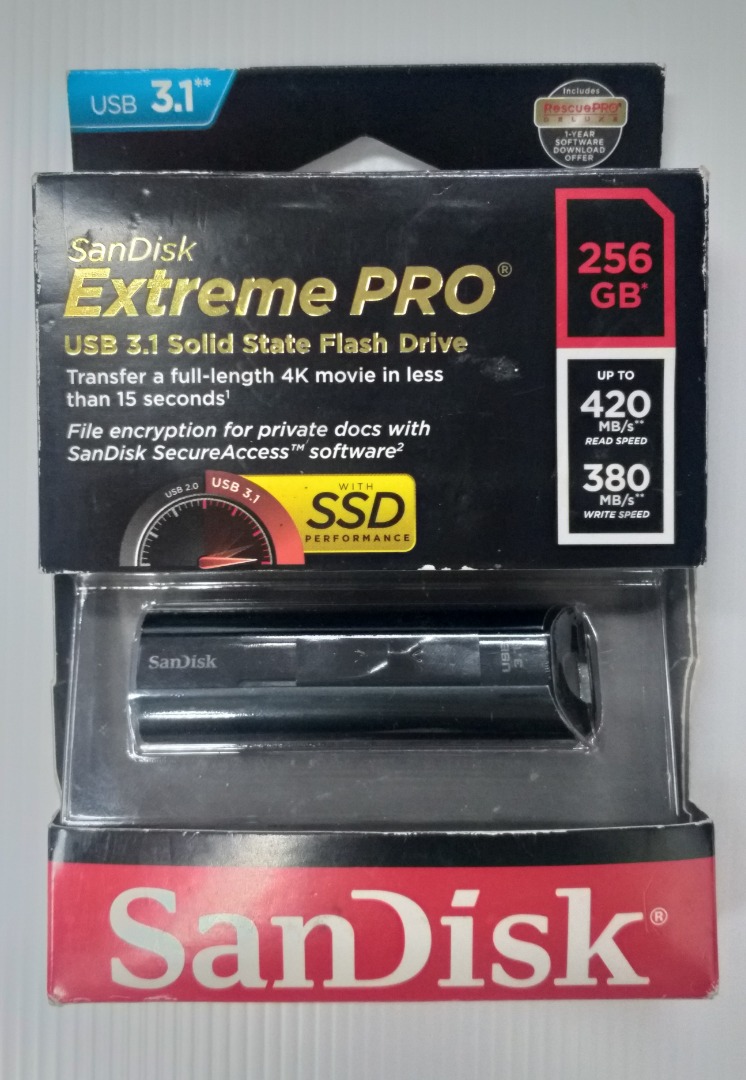 USB 3.1**
Includes
RescuePRO®
DELUXE
1-YEAR
SOFTWARE
DOWNLOAD
OFFER
SanDisk
Extreme PRO®
USB 3.1 Solid State Flash Drive
Transfer a full-length 4K movie in less
than 15 seconds¹
File encryption for private docs with
SanDisk SecureAccess™ software²
256
GB*
UP TO
420
MB/s**
READ SPEED
380
MB/s**
WRITE SPEED
USB 2.0
USB 3.1
WITH
SSD
PERFORMANCE
SanDisk
USB
SanDisk®